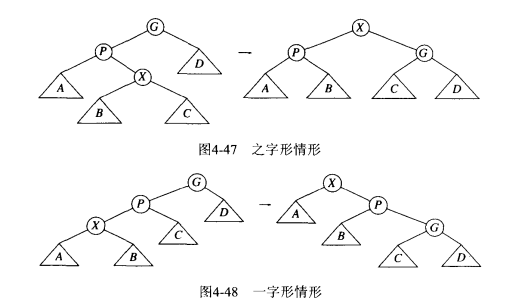 G
P X
X D P G
A
B C A B C D
图4-47 之字形情形
G X
P A P
X D B G
C
A B C D
图4-48 一字形情形